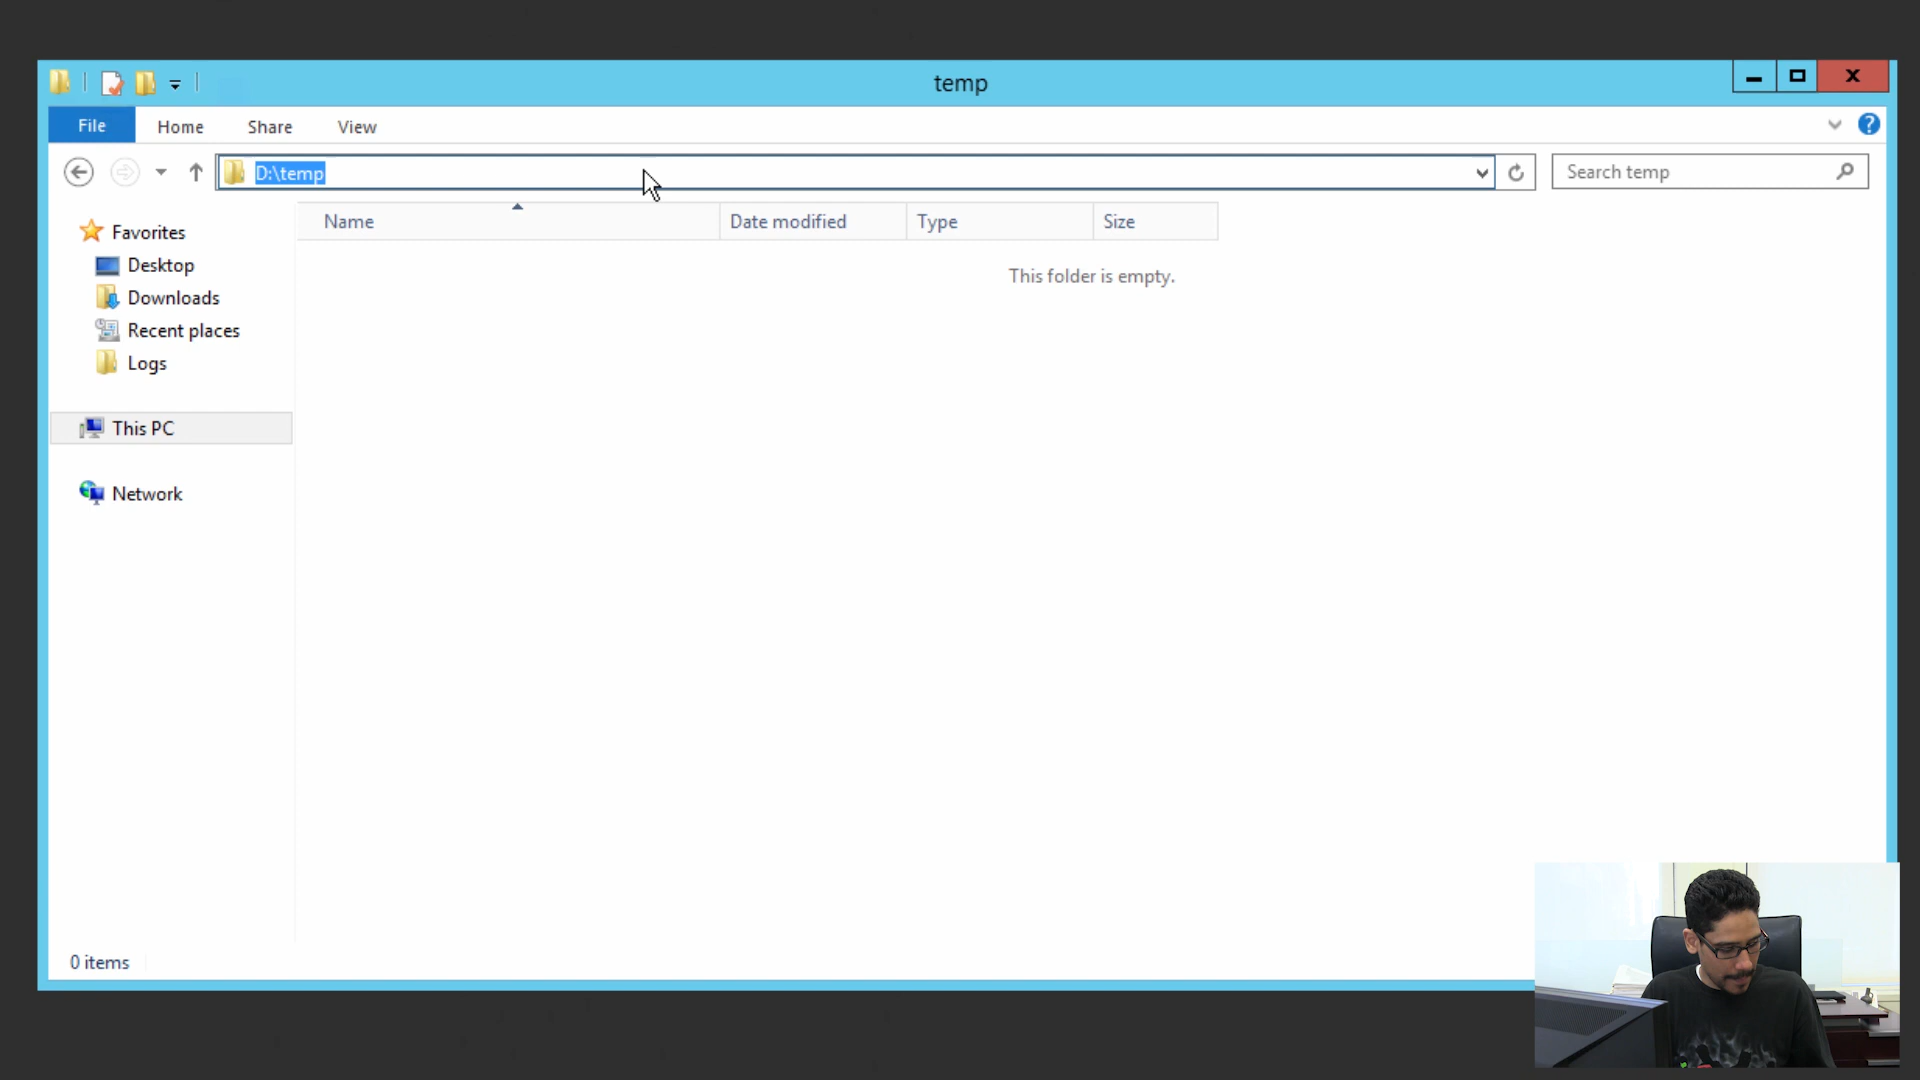 temp
File Home Share View
D:\temp
Search temp
Name Date modified Type Size
This folder is empty.
Favorites
Desktop
Downloads
Recent places
Logs
This PC
Network
0 items